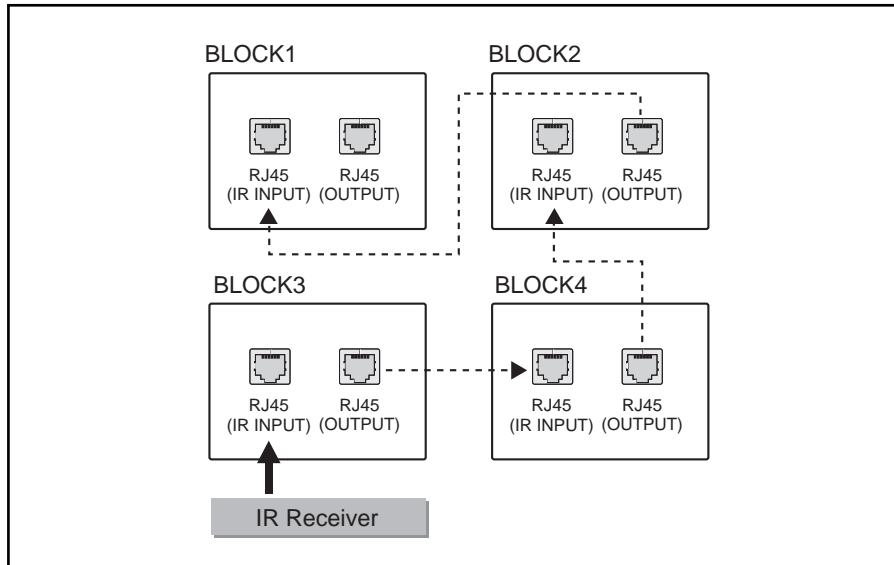 BLOCK1
BLOCK2
RJ45
(IR INPUT)
RJ45
(OUTPUT)
RJ45
(IR INPUT)
RJ45
(OUTPUT)
BLOCK3
BLOCK4
RJ45
(IR INPUT)
RJ45
(OUTPUT)
RJ45
(IR INPUT)
RJ45
(OUTPUT)
IR Receiver